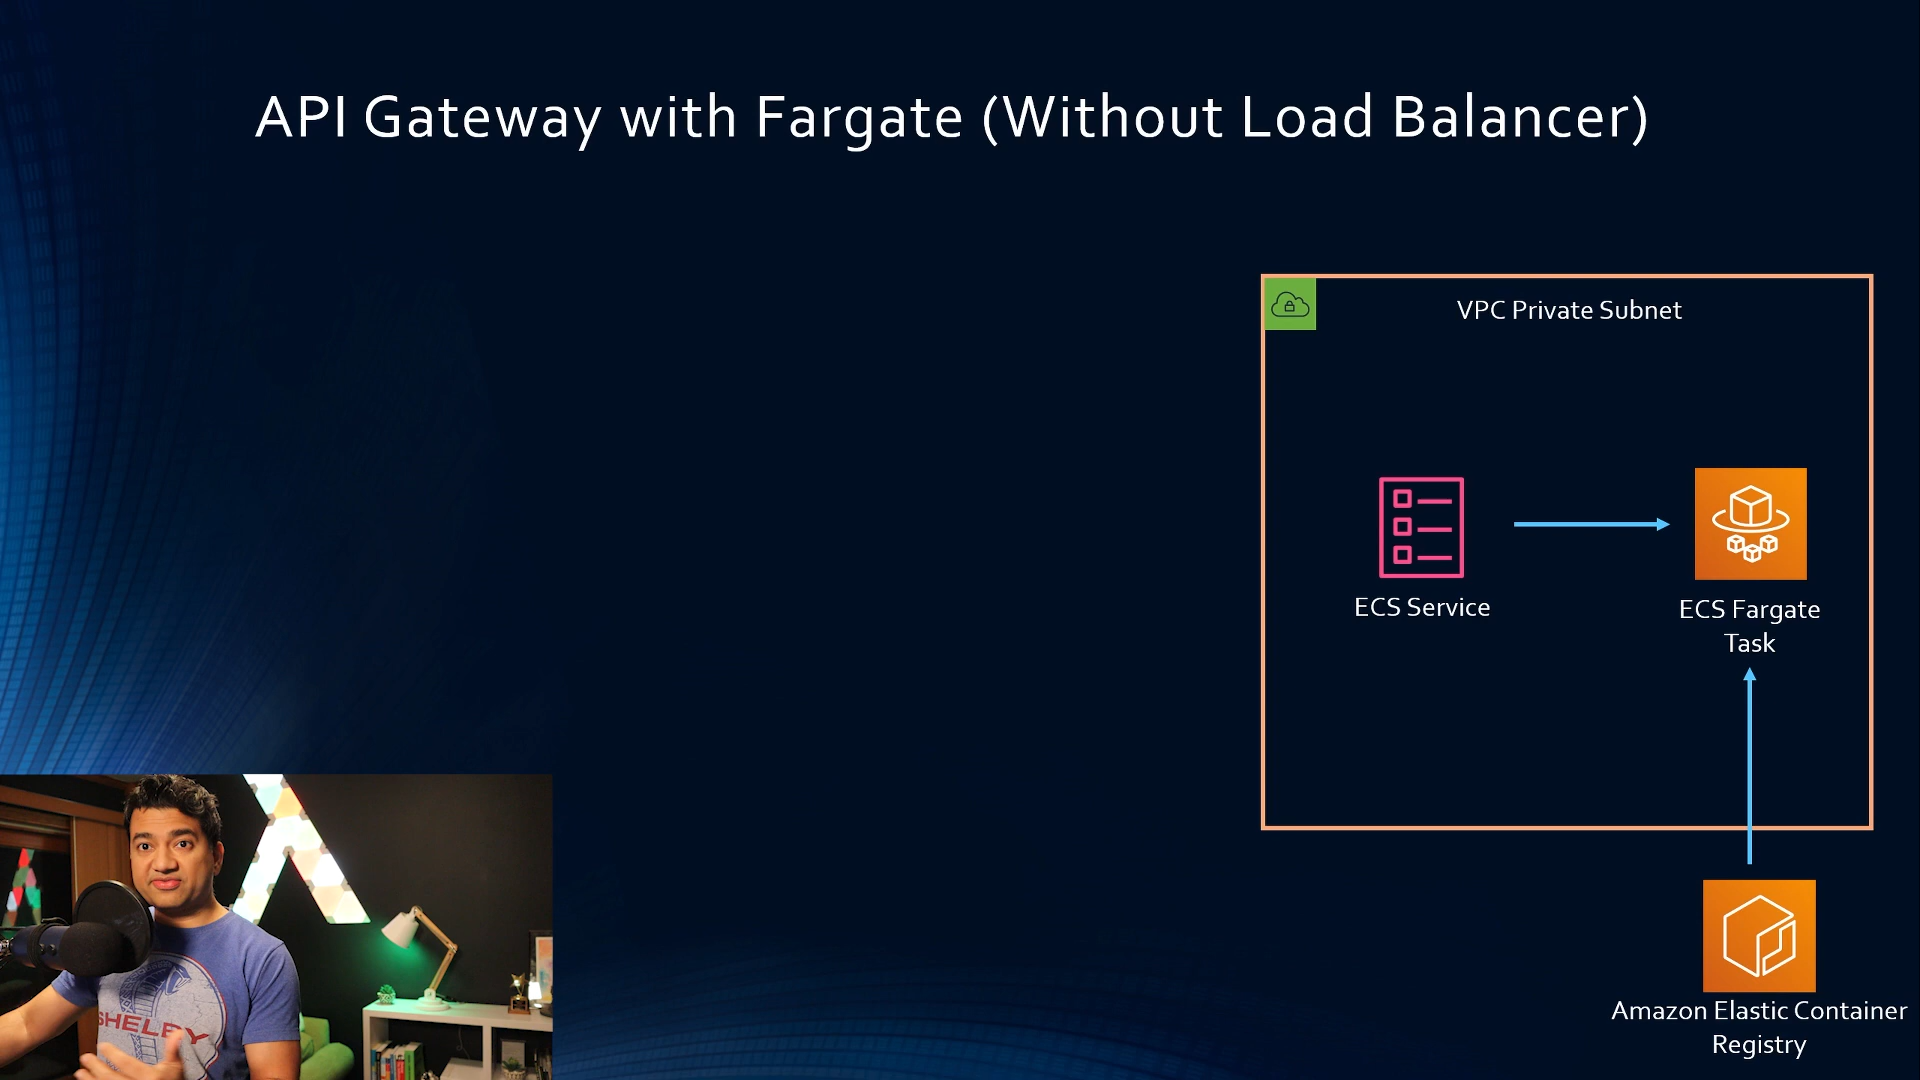 API Gateway with Fargate (Without Load Balancer)
VPC Private Subnet
ECS Service
ECS Fargate
Task
Amazon Elastic Container
Registry
SHELBY